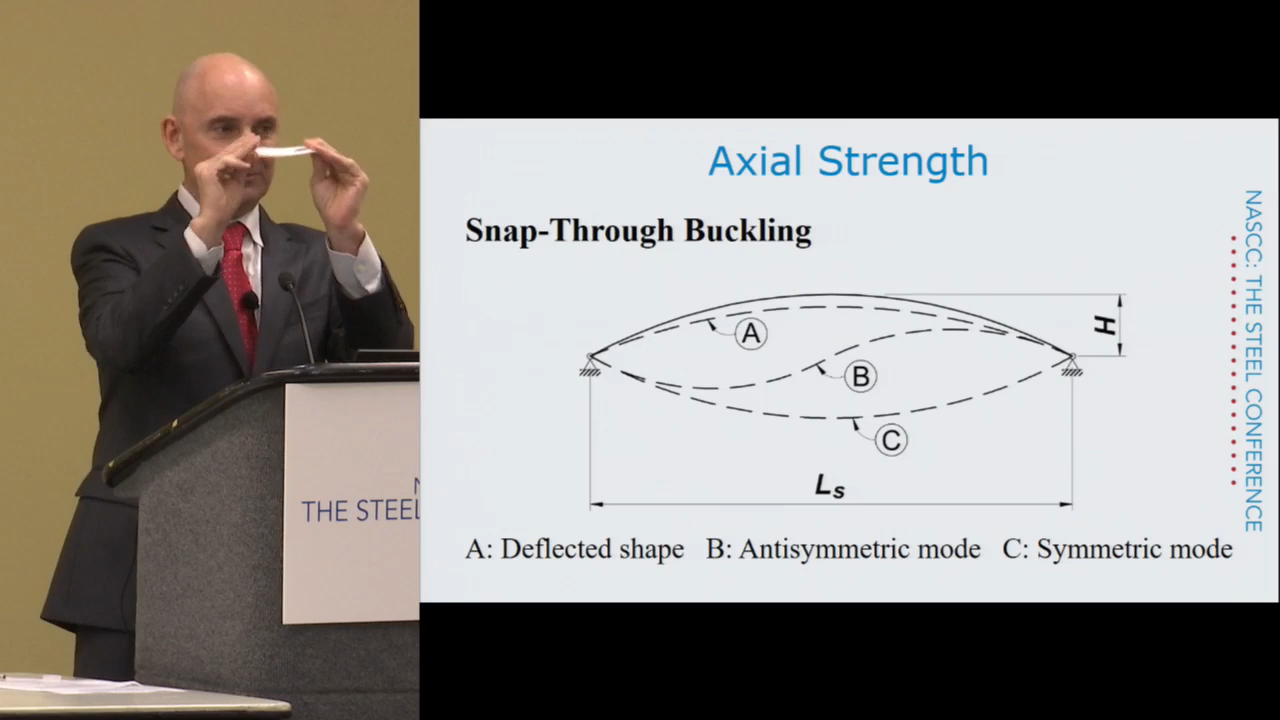 Axial Strength
Snap-Through Buckling
A
B
C
H
Ls
A: Deflected shape B: Antisymmetric mode C: Symmetric mode
NASCC: THE STEEL CONFERENCE
THE STEEL